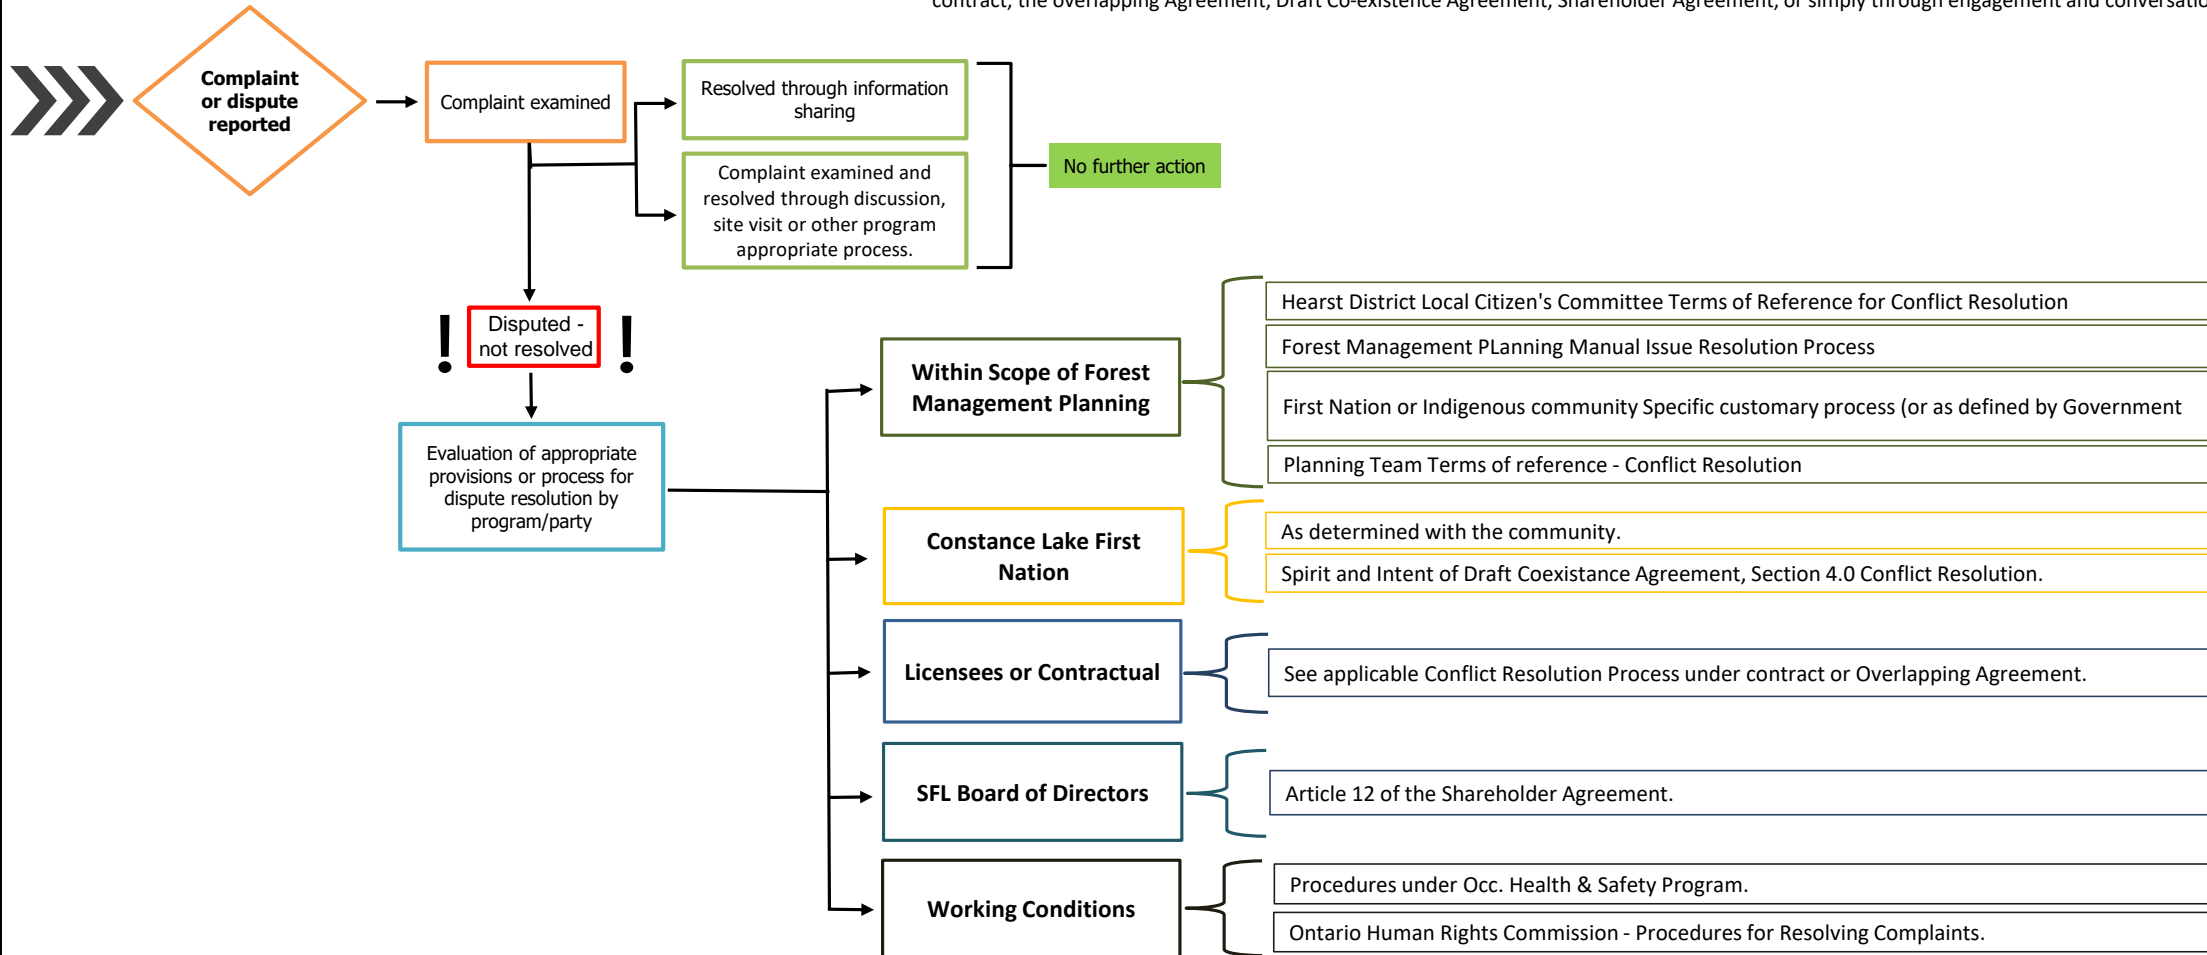 contract, the overlapping Agreement, Draft Co-existence Agreement, Shareholder Agreement, or simply through engagement and conversatio
Complaint
or dispute
reported
Complaint examined
Resolved through information
sharing
Complaint examined and
resolved through discussion,
site visit or other program
appropriate process.
No further action
! Disputed - !
not resolved
Evaluation of appropriate
provisions or process for
dispute resolution by
program/party
Within Scope of Forest
Management Planning
Hearst District Local Citizen's Committee Terms of Reference for Conflict Resolution
Forest Management PLanning Manual Issue Resolution Process
First Nation or Indigenous community Specific customary process (or as defined by Government
Planning Team Terms of reference - Conflict Resolution
Constance Lake First
Nation
As determined with the community.
Spirit and Intent of Draft Coexistance Agreement, Section 4.0 Conflict Resolution.
Licensees or Contractual
See applicable Conflict Resolution Process under contract or Overlapping Agreement.
SFL Board of Directors
Article 12 of the Shareholder Agreement.
Working Conditions
Procedures under Occ. Health & Safety Program.
Ontario Human Rights Commission - Procedures for Resolving Complaints.